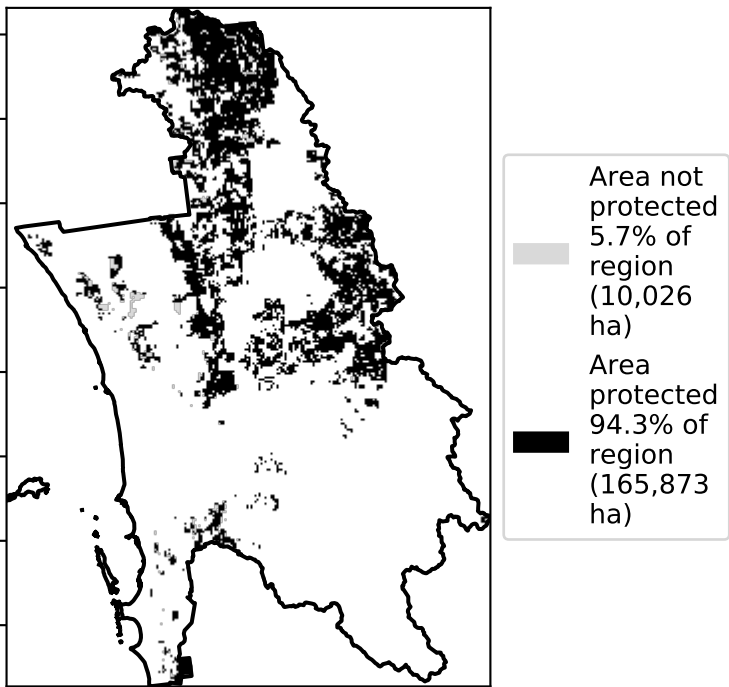 Area not
protected
5.7% of
region
(10,026
ha)
Area
protected
94.3% of
region
(165,873
ha)